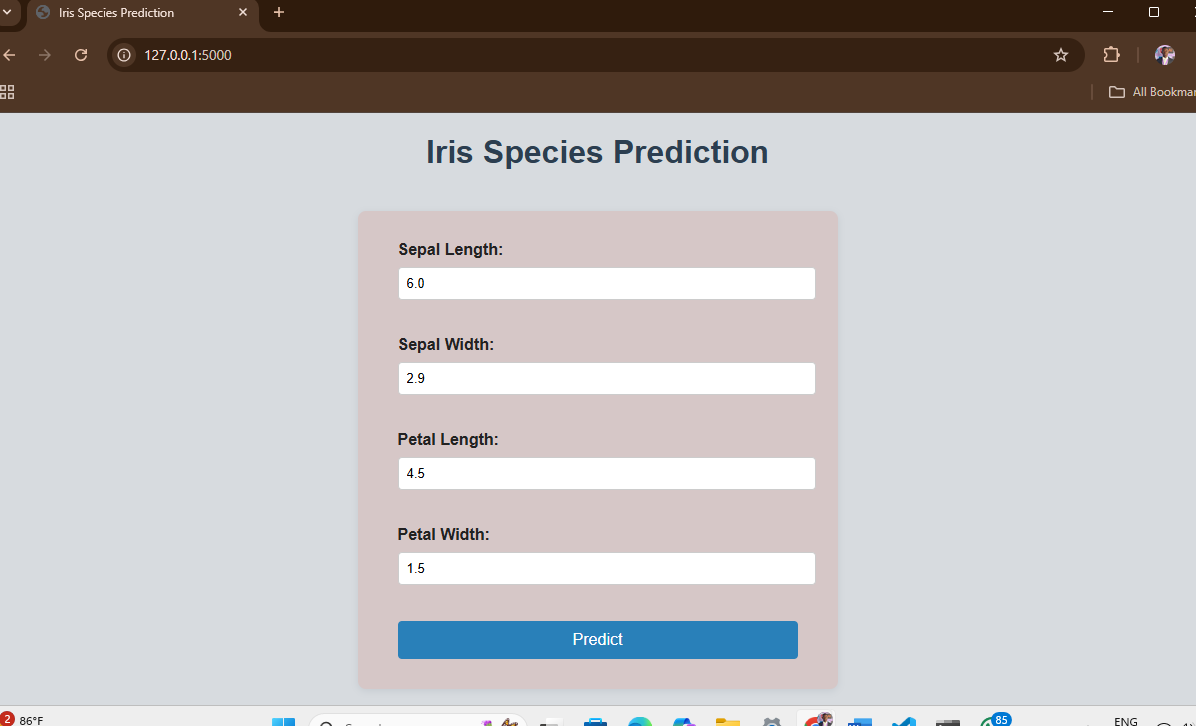 Iris Species Prediction
127.0.0.1:5000
All Bookmar
Iris Species Prediction
Sepal Length:
6.0
Sepal Width:
2.9
Petal Length:
4.5
Petal Width:
1.5
Predict
2
86°F
85
ENG